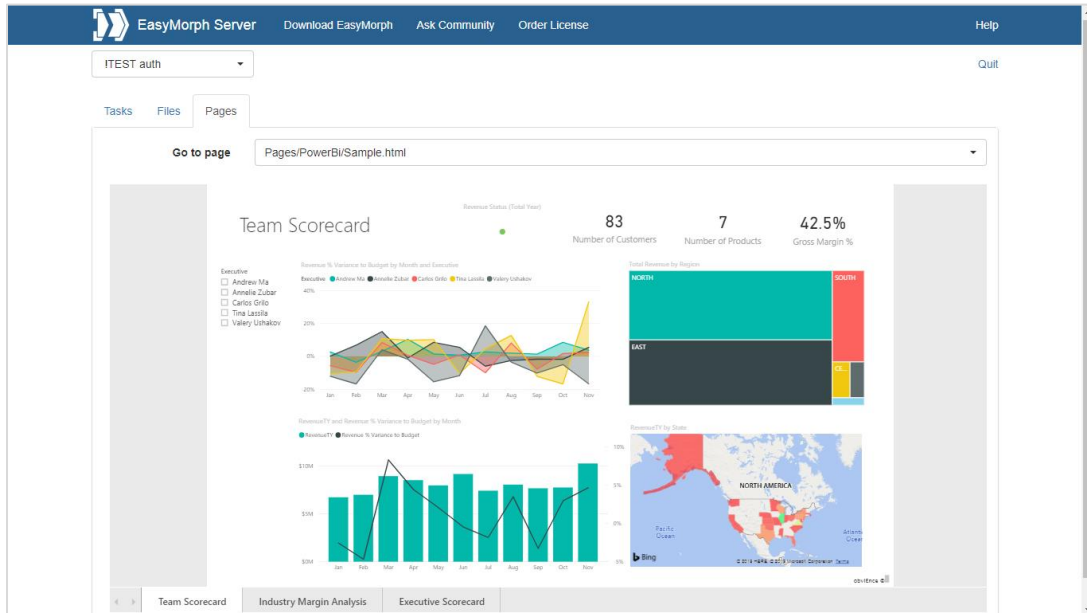 EasyMorph Server Download EasyMorph Ask Community Order License Help
!TEST auth
Quit
Tasks Files Pages
Go to page Pages/PowerBi/Sample.html
Revenue Status (Total Year)
Team Scorecard
83 7 42.5%
Number of Customers Number of Products Gross Margin %
Executive
Andrew Ma
Annelie Zubar
Carlos Grilo
Tina Lassila
Valery Ushakov
Revenue % Variance to Budget by Month and Executive
Executive Andrew Ma Annelie Zubar Carlos Grilo Tina Lassila Valery Ushakov
40%
20%
0%
-20%
Jan Feb Mar Apr May Jun Jul Aug Sep Oct Nov
Total Revenue by Region
NORTH SOUTH
EAST
CE...
RevenueTY and Revenue % Variance to Budget by Month
RevenueTY Revenue % Variance to Budget
$10M 10%
$5M 5%
0%
$0M
Jan Feb Mar Apr May Jun Jul Aug Sep Oct Nov
RevenueTY by State
NORTH AMERICA
Pacific
Ocean
Bing
Microsoft Corporation Terms
obviEnce ©
Team Scorecard Industry Margin Analysis Executive Scorecard